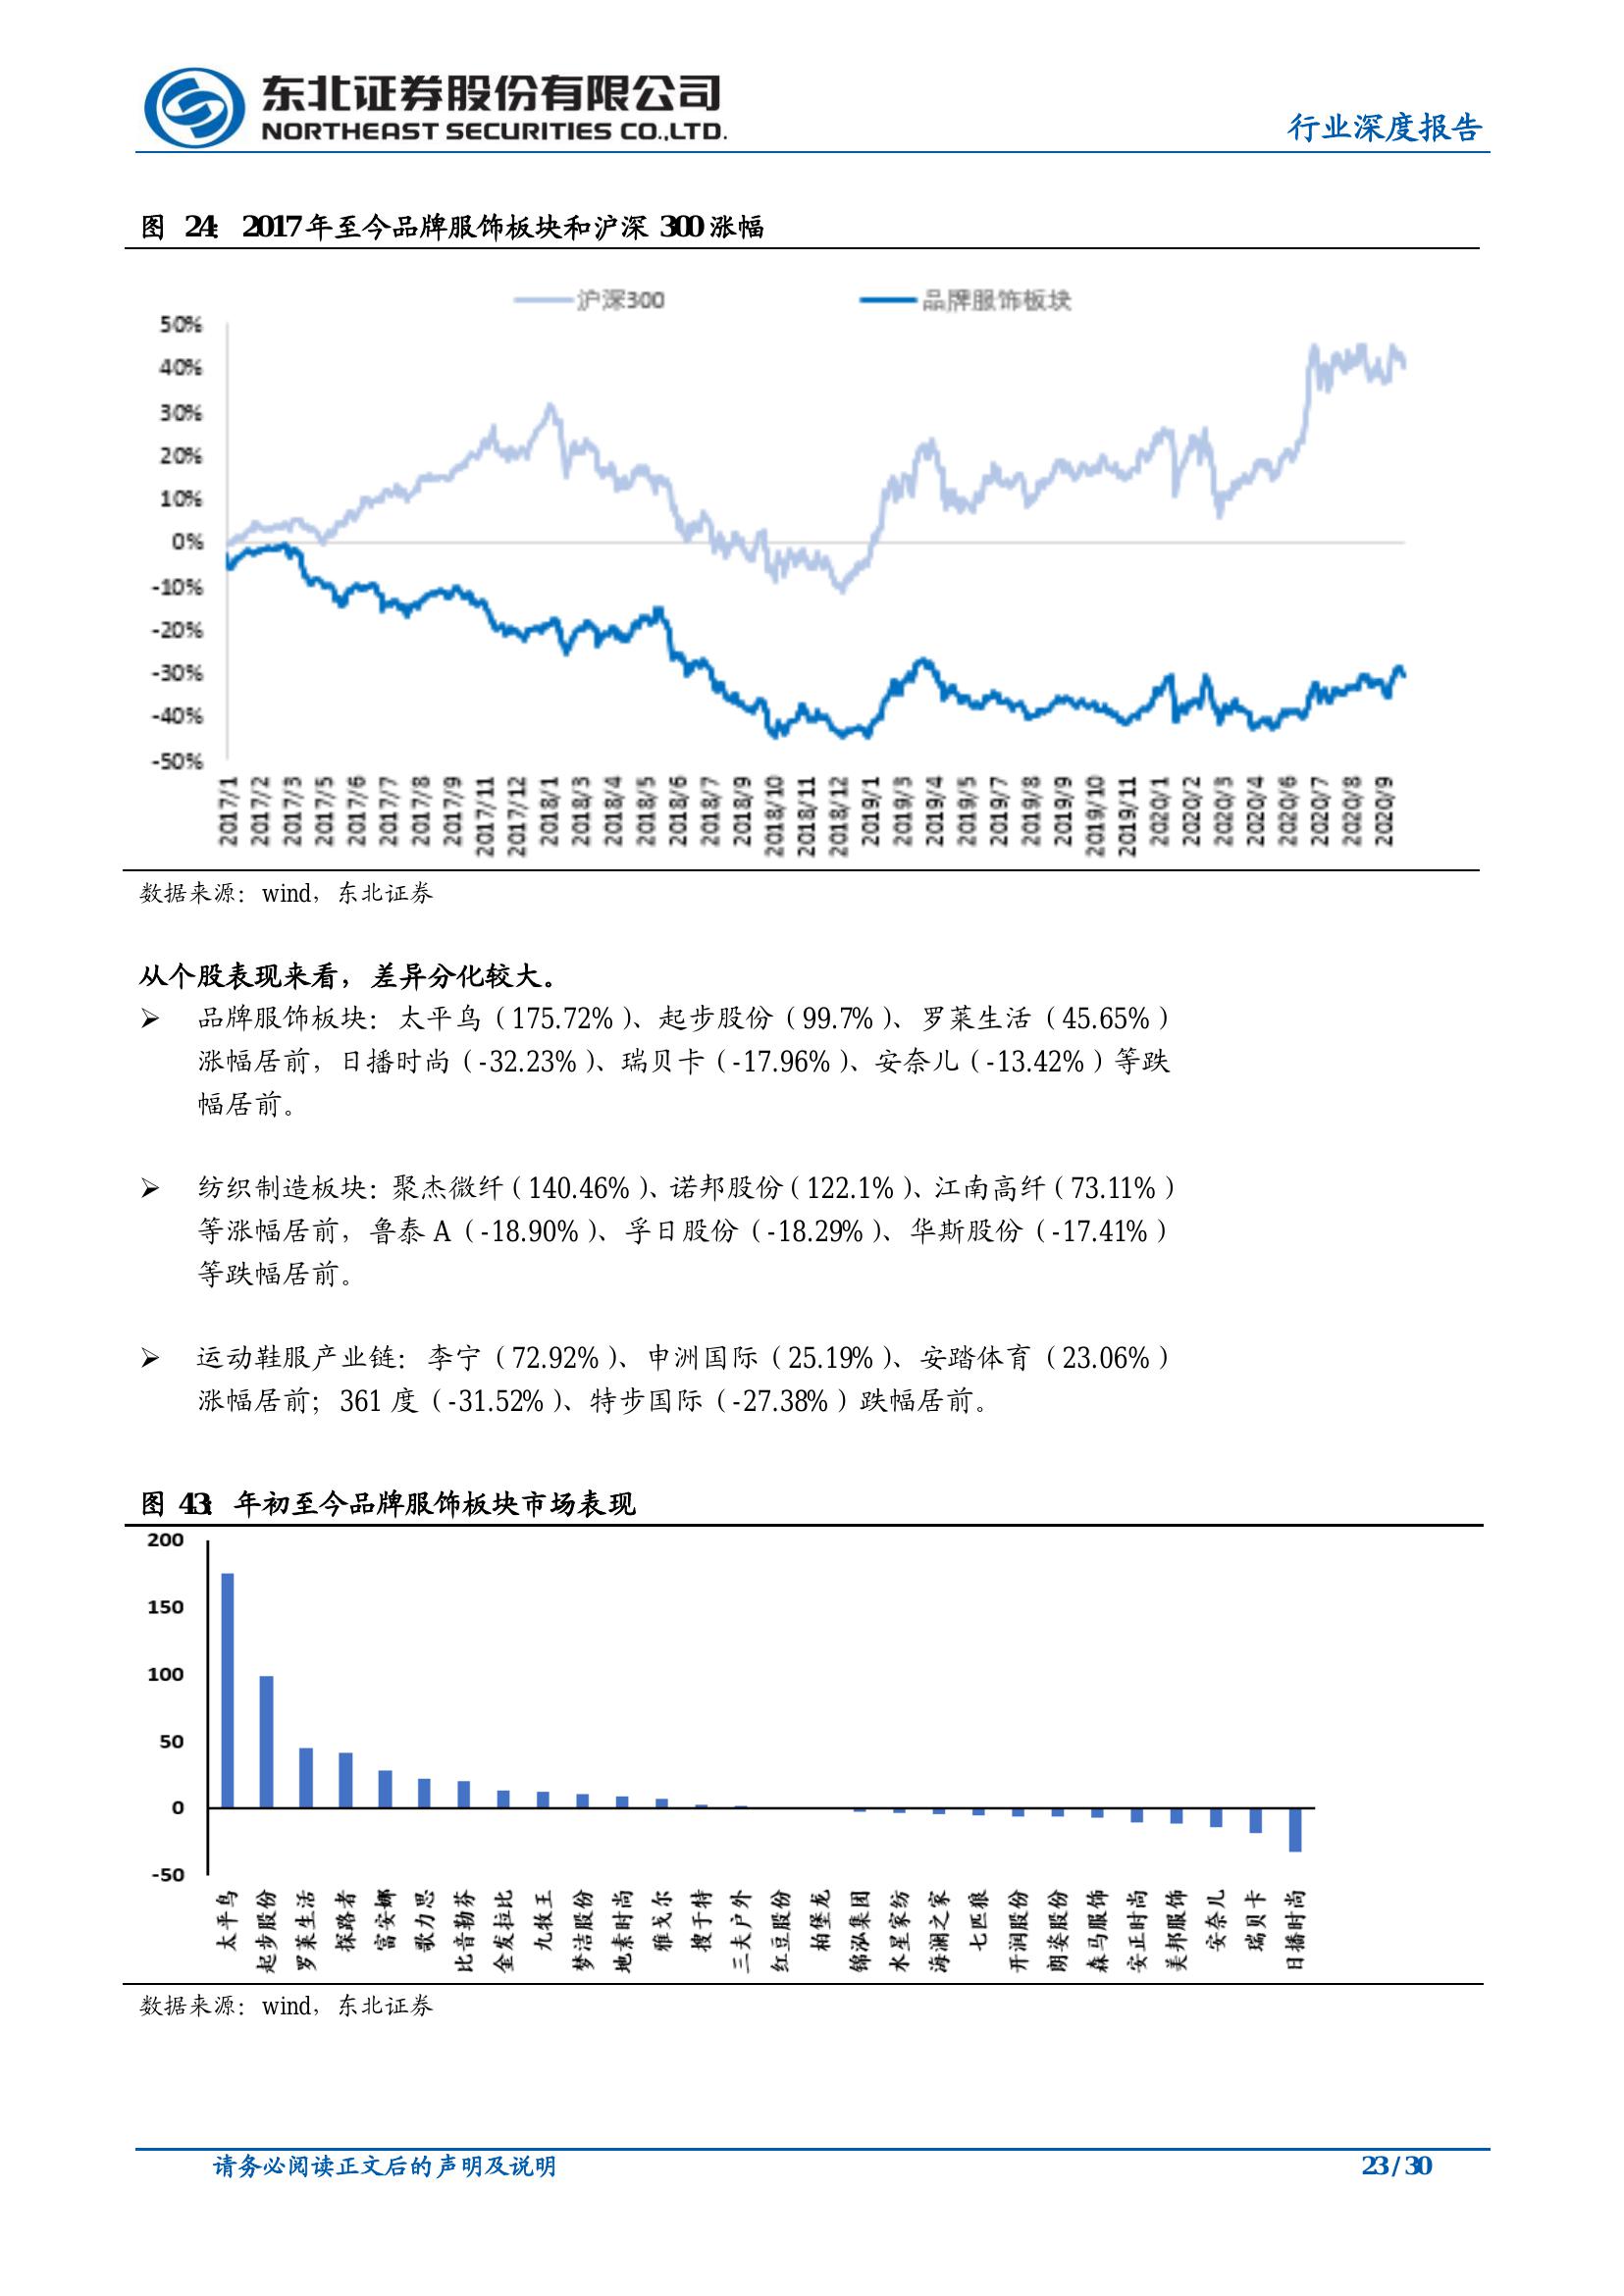 东北证券股份有限公司
NORTHEAST SECURITIES CO.,LTD.
行业深度报告
图 24： 2017 年至今品牌服饰板块和沪深 300 涨幅
沪深300 品牌服饰板块
50%
40%
30%
20%
10%
0%
-10%
-20%
-30%
-40%
-50%
2017/1 2017/2 2017/3 2017/5 2017/6 2017/7 2017/8 2017/9 2017/11 2017/12 2018/1 2018/3 2018/4 2018/5 2018/6 2018/7 2018/9 2018/10 2018/11 2018/12 2019/1 2019/3 2019/4 2019/5 2019/7 2019/8 2019/9 2019/10 2019/11 2020/1 2020/2 2020/3 2020/4 2020/6 2020/7 2020/8 2020/9
数据来源：wind，东北证券
从个股表现来看，差异分化较大。
➢ 品牌服饰板块：太平鸟（175.72%）、起步股份（99.7%）、罗莱生活（45.65%）
涨幅居前，日播时尚（-32.23%）、瑞贝卡（-17.96%）、安奈儿（-13.42%）等跌
幅居前。
➢ 纺织制造板块：聚杰微纤（140.46%）、诺邦股份（122.1%）、江南高纤（73.11%）
等涨幅居前，鲁泰 A（-18.90%）、孚日股份（-18.29%）、华斯股份（-17.41%）
等跌幅居前。
➢ 运动鞋服产业链：李宁（72.92%）、申洲国际（25.19%）、安踏体育（23.06%）
涨幅居前；361 度（-31.52%）、特步国际（-27.38%）跌幅居前。
图 43： 年初至今品牌服饰板块市场表现
200
150
100
50
0
-50
太平鸟 起步股份 罗莱生活 探路者 富安娜 歌力思 比音勒芬 金发拉比 九牧王 梦洁股份 地素时尚 雅戈尔 搜于特 三夫户外 红豆股份 柏堡龙 锦泓集团 水星家纺 海澜之家 七匹狼 开润股份 朗姿股份 森马服饰 安正时尚 美邦服饰 安奈儿 瑞贝卡 日播时尚
数据来源：wind，东北证券
请务必阅读正文后的声明及说明
23 / 30